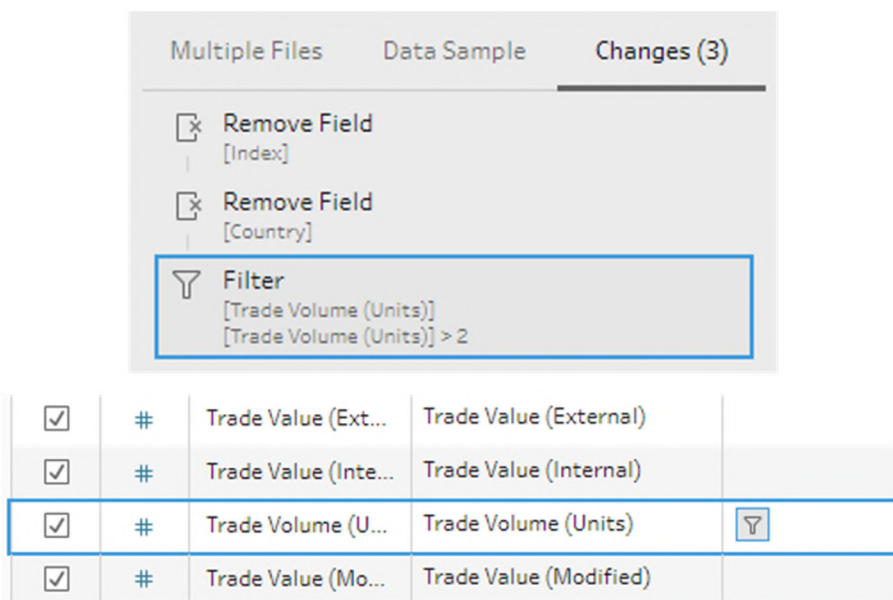 Multiple Files Data Sample Changes (3)
Remove Field
[Index]
Remove Field
[Country]
Filter
[Trade Volume (Units)]
[Trade Volume (Units)] > 2
# Trade Value (Ext... Trade Value (External)
# Trade Value (Inte... Trade Value (Internal)
# Trade Volume (U... Trade Volume (Units)
# Trade Value (Mo... Trade Value (Modified)